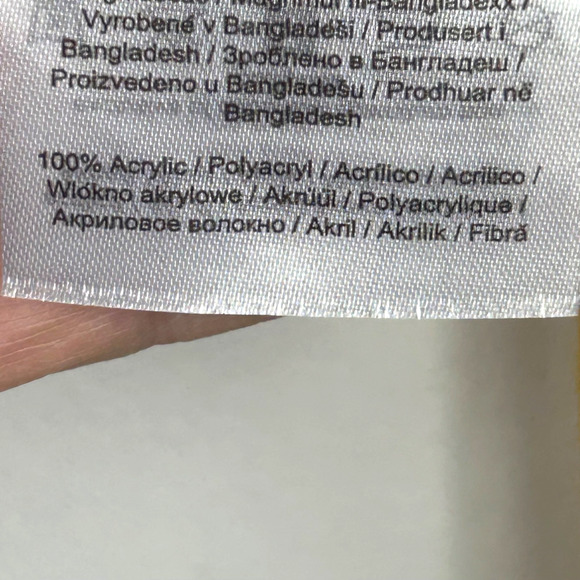 Vyrobené v Bangladéši / Produsert i
Bangladesh / Зроблено в Бангладеш /
Proizvedeno u Bangladešu / Prodhuar në
Bangladesh
100% Acrylic / Polyacryl / Acrílico / Acrilico /
Włókno akrylowe / Akrüül / Polyacrylique /
Акриловое волокно / Akril / Akrilik / Fibră